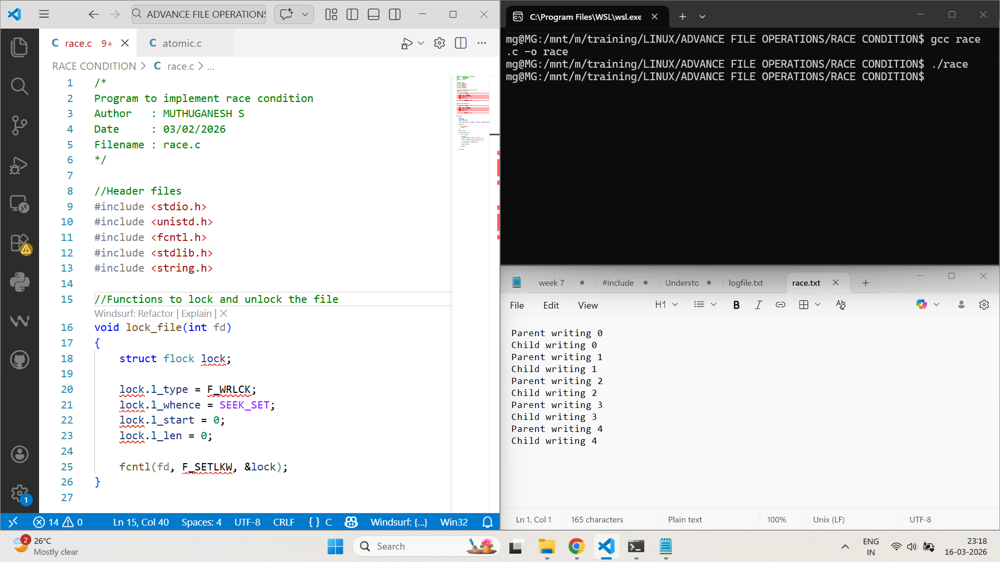 ADVANCE FILE OPERATIONS
race.c 9+
atomic.c
RACE CONDITION > C race.c > ...
1 /*
2 Program to implement race condition
3 Author   : MUTHUGANESH S
4 Date     : 03/02/2026
5 Filename : race.c
6 */
7
8 //Header files
9 #include <stdio.h>
10 #include <unistd.h>
11 #include <fcntl.h>
12 #include <stdlib.h>
13 #include <string.h>
14
15 //Functions to lock and unlock the file
Windsurf: Refactor | Explain | X
16 void lock_file(int fd)
17 {
18     struct flock lock;
19
20     lock.l_type = F_WRLCK;
21     lock.l_whence = SEEK_SET;
22     lock.l_start = 0;
23     lock.l_len = 0;
24
25     fcntl(fd, F_SETLKW, &lock);
26 }
27
1
14 0 Ln 15, Col 40 Spaces: 4 UTF-8 CRLF {} C Windsurf: {...} Win32
C:\Program Files\WSL\wsl.exe
mg@MG:/mnt/m/training/LINUX/ADVANCE FILE OPERATIONS/RACE CONDITION$ gcc race
.c -o race
mg@MG:/mnt/m/training/LINUX/ADVANCE FILE OPERATIONS/RACE CONDITION$ ./race
mg@MG:/mnt/m/training/LINUX/ADVANCE FILE OPERATIONS/RACE CONDITION$
week 7 #include Understo logfile.txt race.txt
File Edit View H1 B I
Parent writing 0
Child writing 0
Parent writing 1
Child writing 1
Parent writing 2
Child writing 2
Parent writing 3
Child writing 3
Parent writing 4
Child writing 4
Ln 1, Col 1 165 characters Plain text 100% Unix (LF) UTF-8
2
26°C
Mostly clear
Search
ENG
IN
23:18
16-03-2026